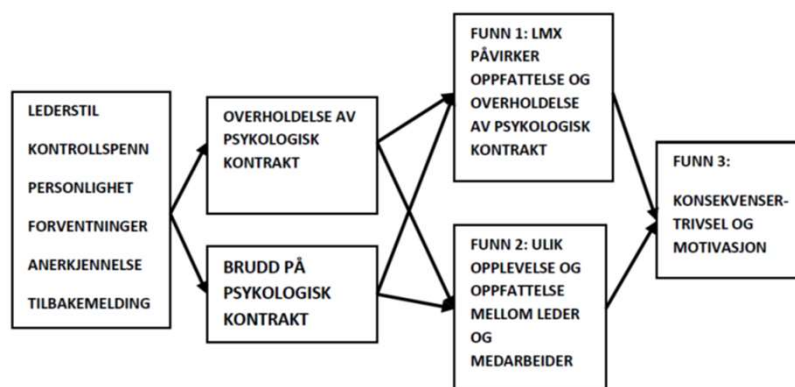 LEDERSTIL
KONTROLLSPENN
PERSONLIGHET
FORVENTNINGER
ANERKJENNELSE
TILBAKEMELDING
OVERHOLDELSE AV
PSYKOLOGISK
KONTRAKT
BRUDD PÅ
PSYKOLOGISK
KONTRAKT
FUNN 1: LMX
PÅVIRKER
OPPFATTELSE OG
OVERHOLDELSE
AV PSYKOLOGISK
KONTRAKT
FUNN 2: ULIK
OPPLEVELSE OG
OPPFATTELSE
MELLOM LEDER
OG
MEDARBEIDER
FUNN 3:
KONSEKVENSER-
TRIVSEL OG
MOTIVASJON